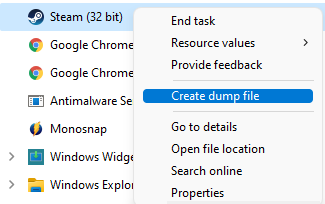 Steam (32 bit)
Google Chrome
Google Chrome
Antimalware Se
Monosnap
Windows Widge
Windows Explor
End task
Resource values
Provide feedback
Create dump file
Go to details
Open file location
Search online
Properties